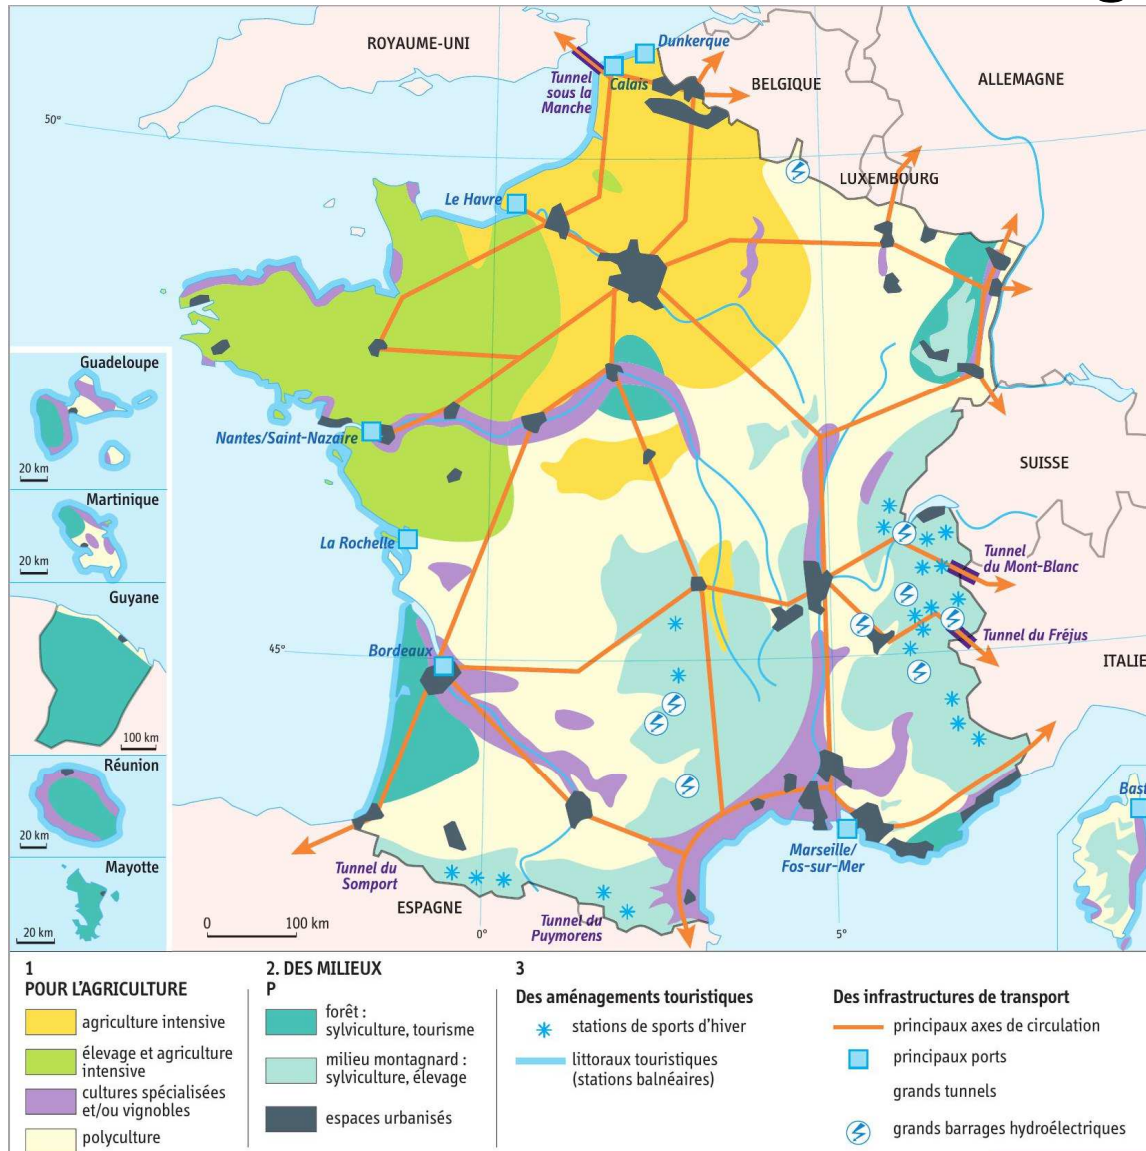 ROYAUME-UNI
Dunkerque
Tunnel
sous la
Manche
Calais
BELGIQUE
ALLEMAGNE
50°
LUXEMBOURG
Le Havre
Guadeloupe
20 km
Nantes/Saint-Nazaire
SUISSE
Martinique
20 km
La Rochelle
Tunnel
du Mont-Blanc
Guyane
100 km
45°
Bordeaux
Tunnel du Fréjus
ITALIE
Réunion
20 km
Bast
Mayotte
20 km
Tunnel du
Somport
Marseille/
Fos-sur-Mer
ESPAGNE
Tunnel du
Puymorens
0 100 km
0°
5°
1
POUR L'AGRICULTURE
agriculture intensive
élevage et agriculture
intensive
cultures spécialisées
et/ou vignobles
polyculture
2. DES MILIEUX
P
forêt :
sylviculture, tourisme
milieu montagnard :
sylviculture, élevage
espaces urbanisés
3
Des aménagements touristiques
stations de sports d'hiver
littoraux touristiques
(stations balnéaires)
Des infrastructures de transport
principaux axes de circulation
principaux ports
grands tunnels
grands barrages hydroélectriques